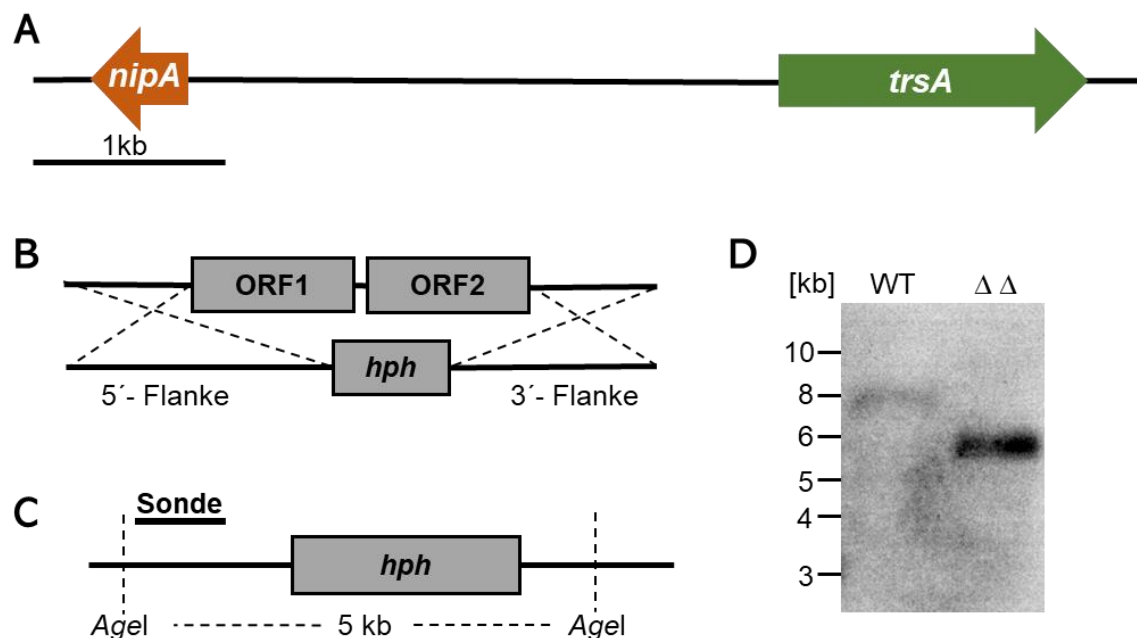 A
nipA
trsA
1kb
B
ORF1 ORF2
hph
5´- Flanke 3´- Flanke
C
Sonde
hph
AgeI 5 kb AgeI
D
[kb] WT Δ Δ
10
8
6
5
4
3